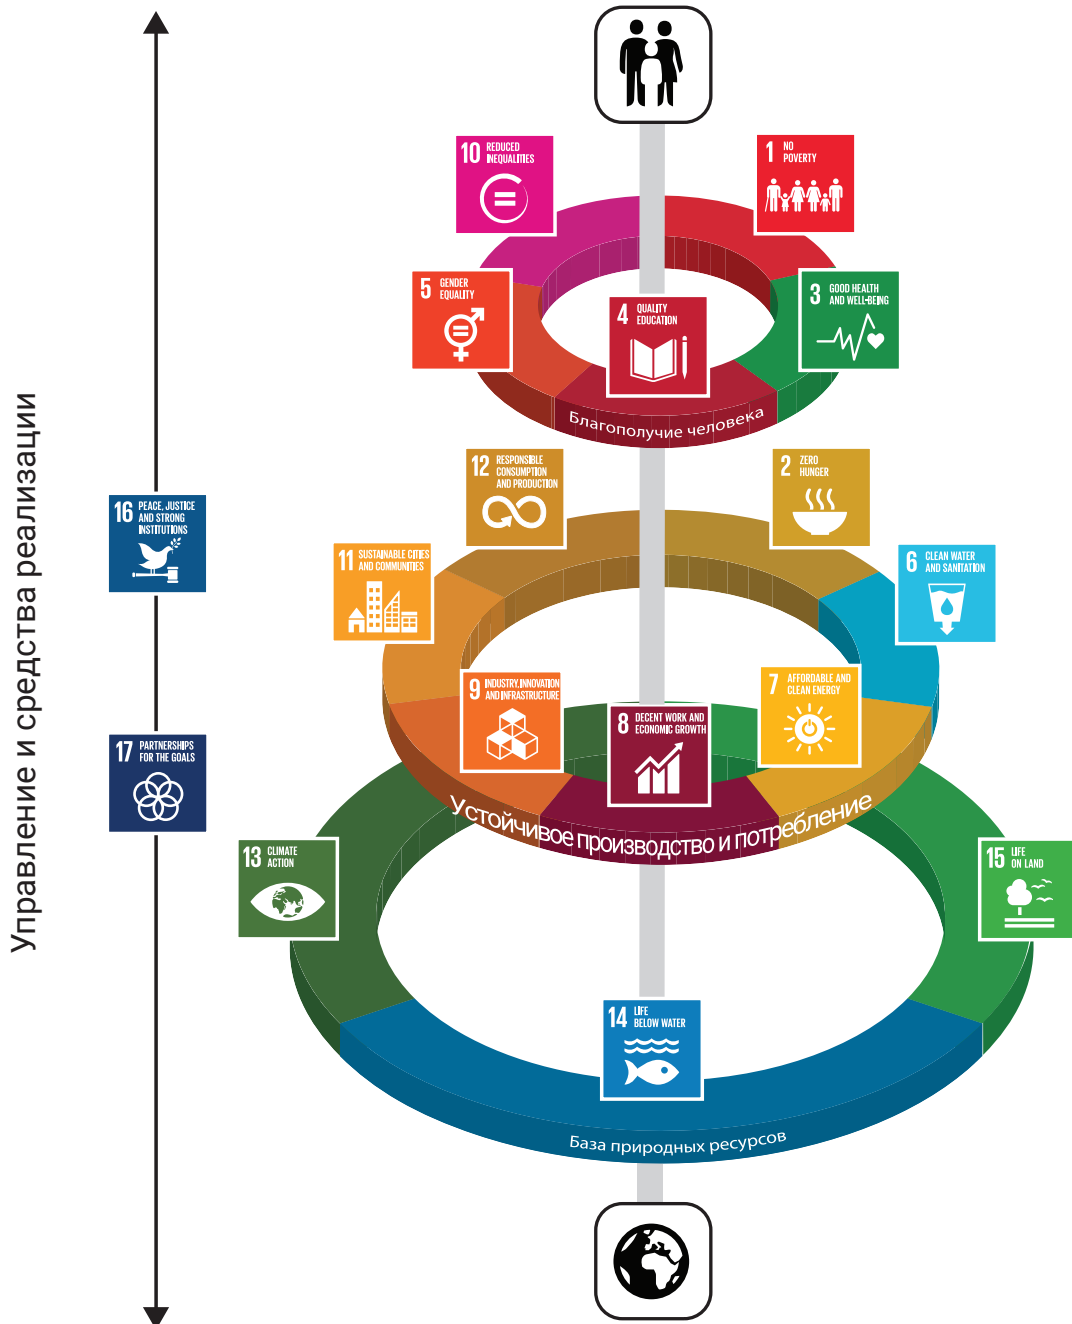 Управление и средства реализации
10 REDUCED
INEQUALITIES
1 NO
POVERTY
5 GENDER
EQUALITY
4 QUALITY
EDUCATION
3 GOOD HEALTH
AND WELL-BEING
Благополучие человека
12 RESPONSIBLE
CONSUMPTION
AND PRODUCTION
2 ZERO
HUNGER
16 PEACE, JUSTICE
AND STRONG
INSTITUTIONS
11 SUSTAINABLE CITIES
AND COMMUNITIES
6 CLEAN WATER
AND SANITATION
9 INDUSTRY, INNOVATION
AND INFRASTRUCTURE
8 DECENT WORK AND
ECONOMIC GROWTH
7 AFFORDABLE AND
CLEAN ENERGY
17 PARTNERSHIPS
FOR THE GOALS
Устойчивое производство и потребление
13 CLIMATE
ACTION
15 LIFE
ON LAND
14 LIFE
BELOW WATER
База природных ресурсов